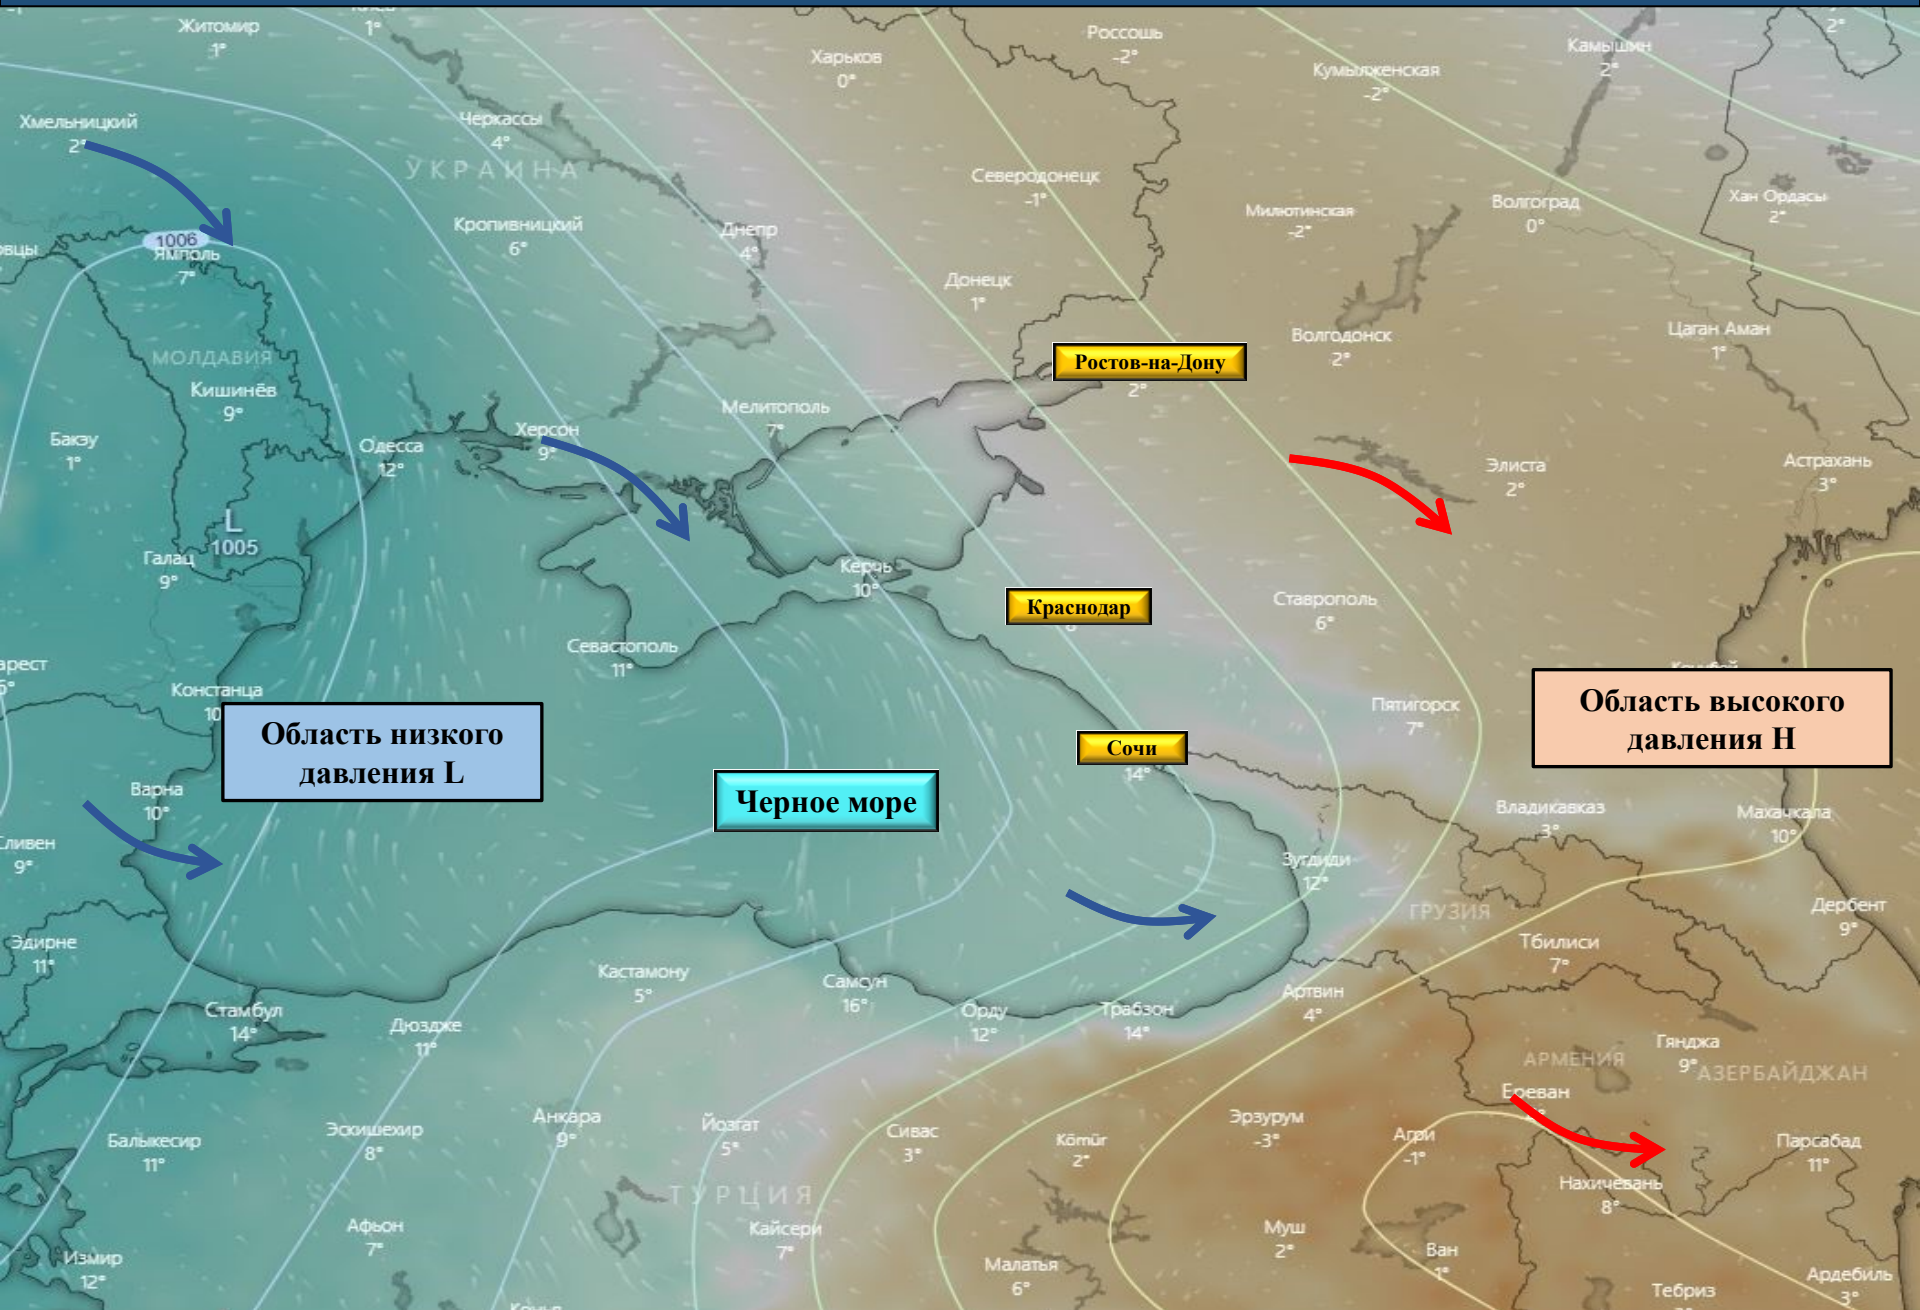 Житомир
1°
1°
Харьков
0°
Россошь
-2°
Кумылженская
-2°
Камышин
2°
2°
Хмельницкий
2°
Черкассы
4°
УКРАИНА
Северодонецк
-1°
Милютинская
-2°
Волгоград
0°
Хан Ордасы
2°
Кропивницкий
6°
Днепр
4°
1006
Ямполь
7°
Донецк
1°
Волгодонск
2°
Цаган Аман
1°
МОЛДАВИЯ
Кишинёв
9°
Ростов-на-Дону
2°
Мелитополь
7°
Бакэу
1°
Одесса
12°
Херсон
9°
Элиста
2°
Астрахань
3°
L
1005
Галац
9°
Керчь
10°
Краснодар
Ставрополь
6°
Севастополь
11°
арест
Констанца
10
Область низкого
давления L
Пятигорск
7°
Область высокого
давления H
Сочи
14°
Черное море
Варна
10°
Сливен
9°
Владикавказ
3°
Махачкала
10°
Зугдиди
12°
ГРУЗИЯ
Дербент
9°
Эдирне
11°
Тбилиси
7°
Кастамону
5°
Самсун
16°
Артвин
4°
Стамбул
14°
Дюздже
11°
Орду
12°
Трабзон
14°
Гянджа
9°
АРМЕНИЯ
АЗЕРБАЙДЖАН
Ереван
Балыкесир
11°
Эскишехир
8°
Анкара
9°
Йозгат
5°
Сивас
3°
Kömür
2°
Эрзурум
-3°
Агри
-1°
Парсабад
11°
Нахичевань
8°
ТУРЦИЯ
Афьон
7°
Кайсери
7°
Муш
2°
Ван
1°
Измир
12°
Малатья
6°
Тебриз
Ардебиль
3°